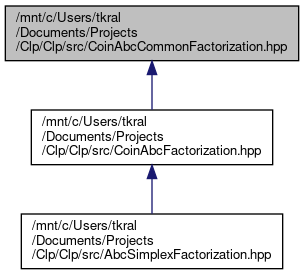 /mnt/c/Users/tkral
/Documents/Projects
/Clp/Clp/src/CoinAbcCommonFactorization.hpp
/mnt/c/Users/tkral
/Documents/Projects
/Clp/Clp/src/CoinAbcFactorization.hpp
/mnt/c/Users/tkral
/Documents/Projects
/Clp/Clp/src/AbcSimplexFactorization.hpp